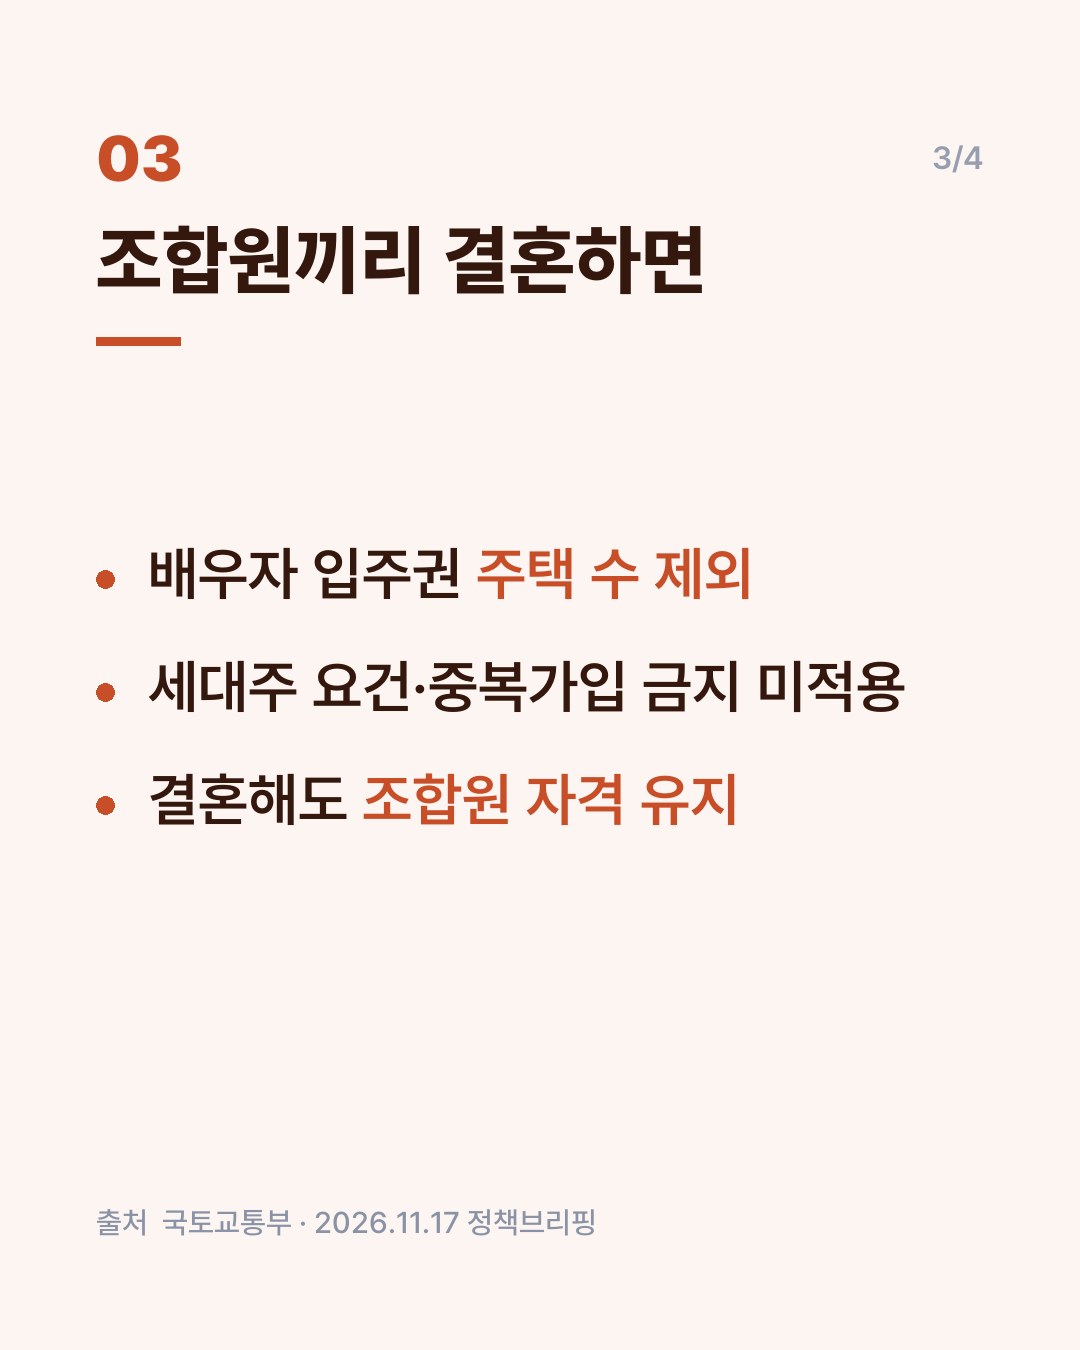 03
3/4
조합원끼리 결혼하면
배우자 입주권 주택 수 제외
세대주 요건·중복가입 금지 미적용
결혼해도 조합원 자격 유지
출처 국토교통부 · 2026.11.17 정책브리핑